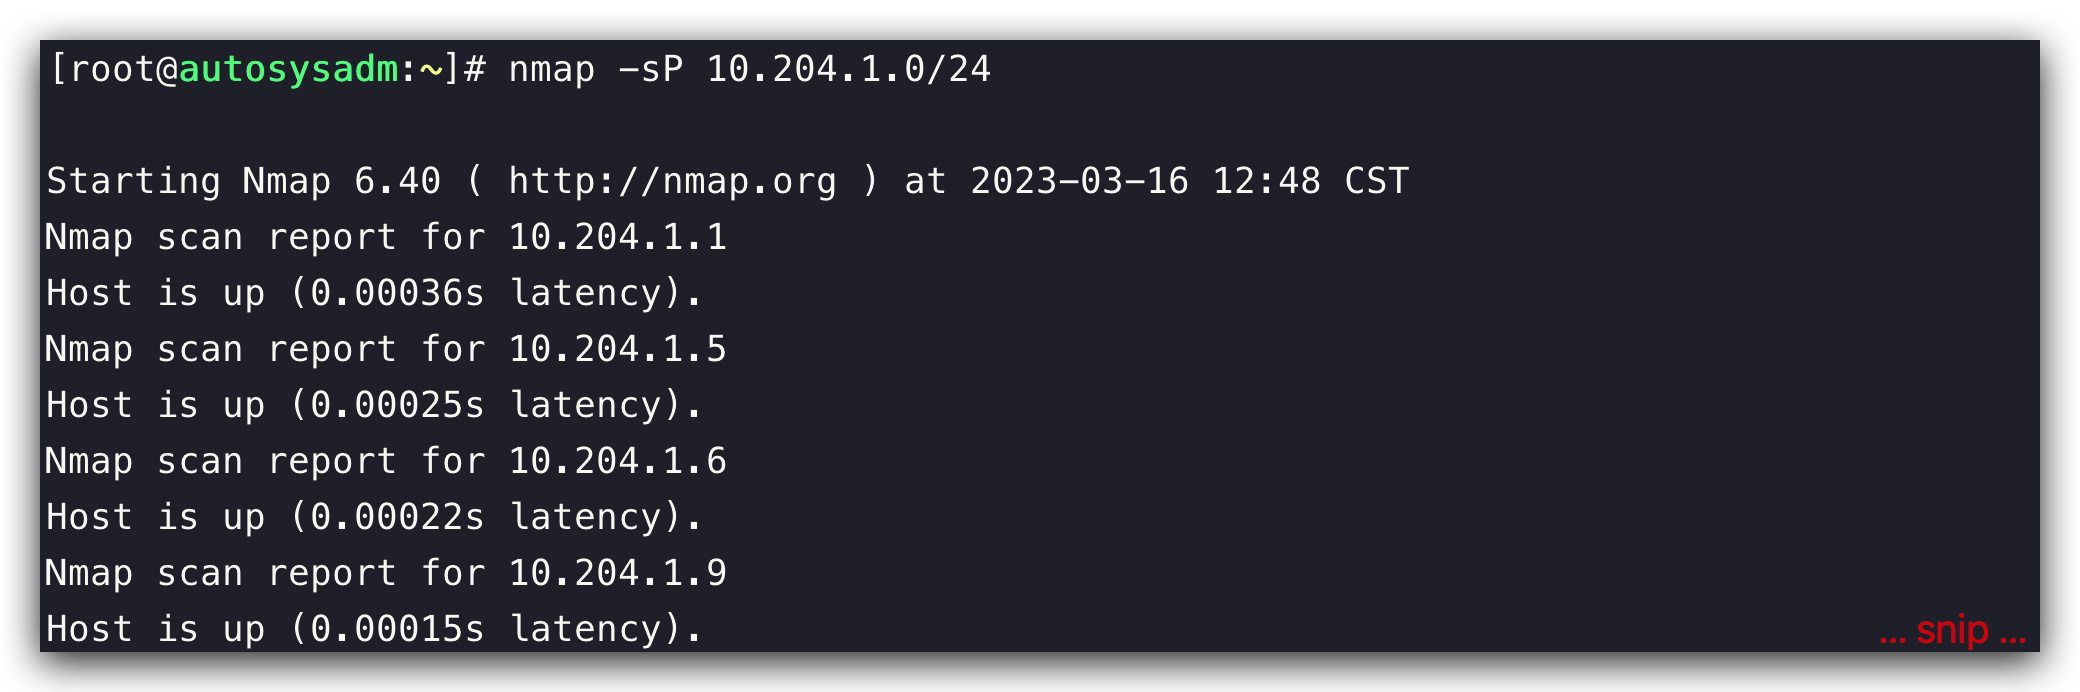 [root@autosysadm:~]# nmap -sP 10.204.1.0/24
Starting Nmap 6.40 ( http://nmap.org ) at 2023-03-16 12:48 CST
Nmap scan report for 10.204.1.1
Host is up (0.00036s latency).
Nmap scan report for 10.204.1.5
Host is up (0.00025s latency).
Nmap scan report for 10.204.1.6
Host is up (0.00022s latency).
Nmap scan report for 10.204.1.9
Host is up (0.00015s latency).
... snip ...